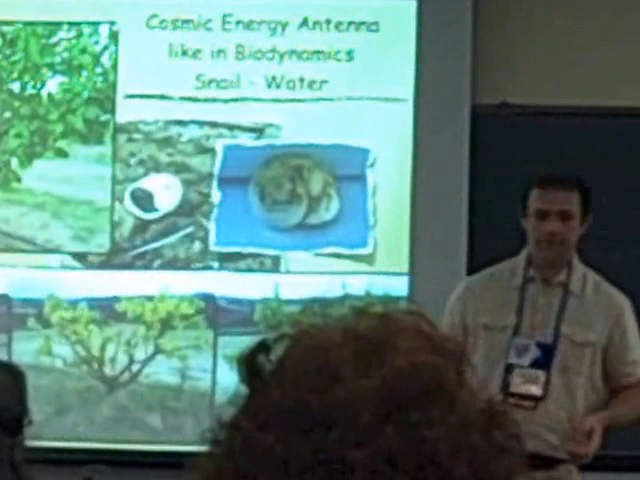 Cosmic Energy Antenna
like in Biodynamics
Snail - Water